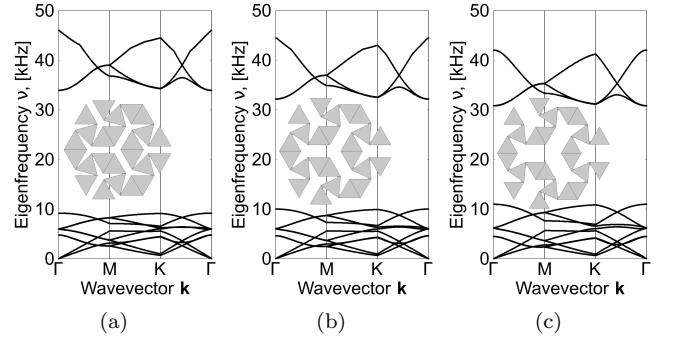 50
40
30
20
10
0
Eigenfrequency ν, [kHz]
Γ M K Γ
Wavevector k
(a)
50
40
30
20
10
0
Eigenfrequency ν, [kHz]
Γ M K Γ
Wavevector k
(b)
50
40
30
20
10
0
Eigenfrequency ν, [kHz]
Γ M K Γ
Wavevector k
(c)